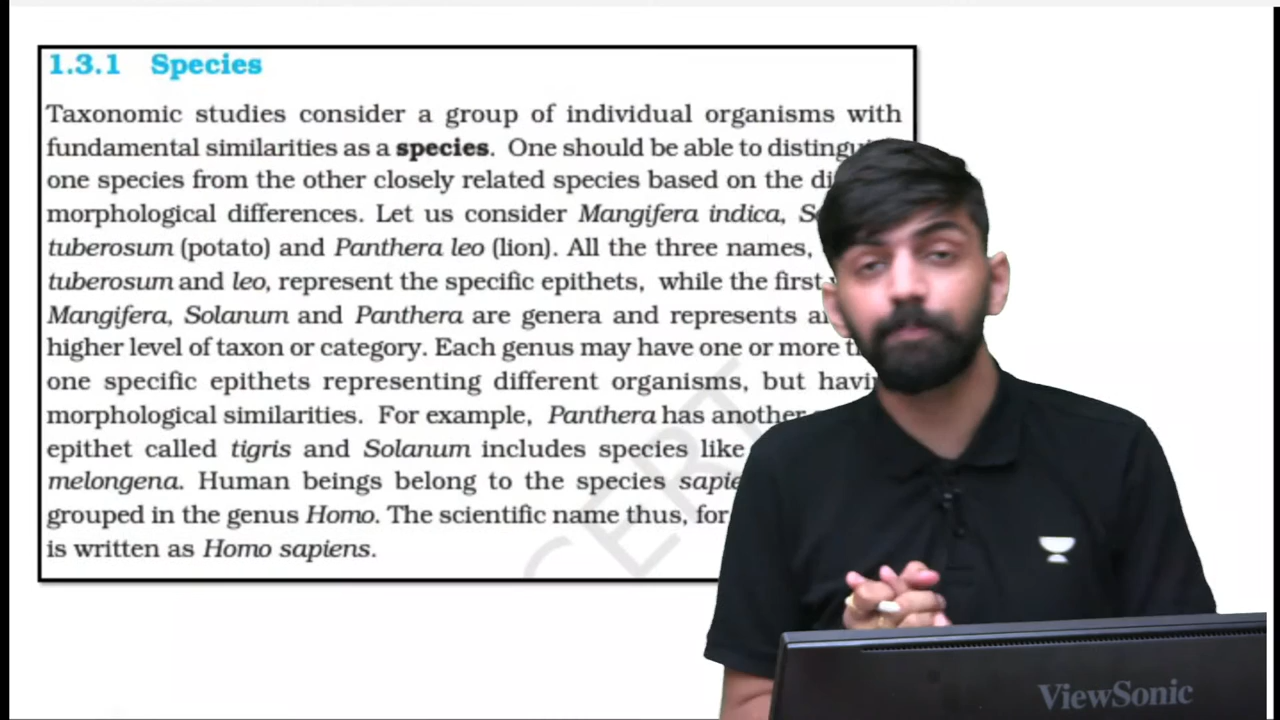 1.3.1 Species
Taxonomic studies consider a group of individual organisms with
fundamental similarities as a species. One should be able to
one species from the other closely related species based on the
morphological differences. Let us consider Mangifera indica,
tuberosum (potato) and Panthera leo (lion). All the three names,
tuberosum and leo, represent the specific epithets, while the first
Mangifera, Solanum and Panthera are genera and represents
higher level of taxon or category. Each genus may have one or more
one specific epithets representing different organisms, but
morphological similarities. For example, Panthera has another
epithet called tigris and Solanum includes species like
melongena. Human beings belong to the species
grouped in the genus Homo. The scientific name thus, for
is written as Homo sapiens.
CERT
ViewSonic